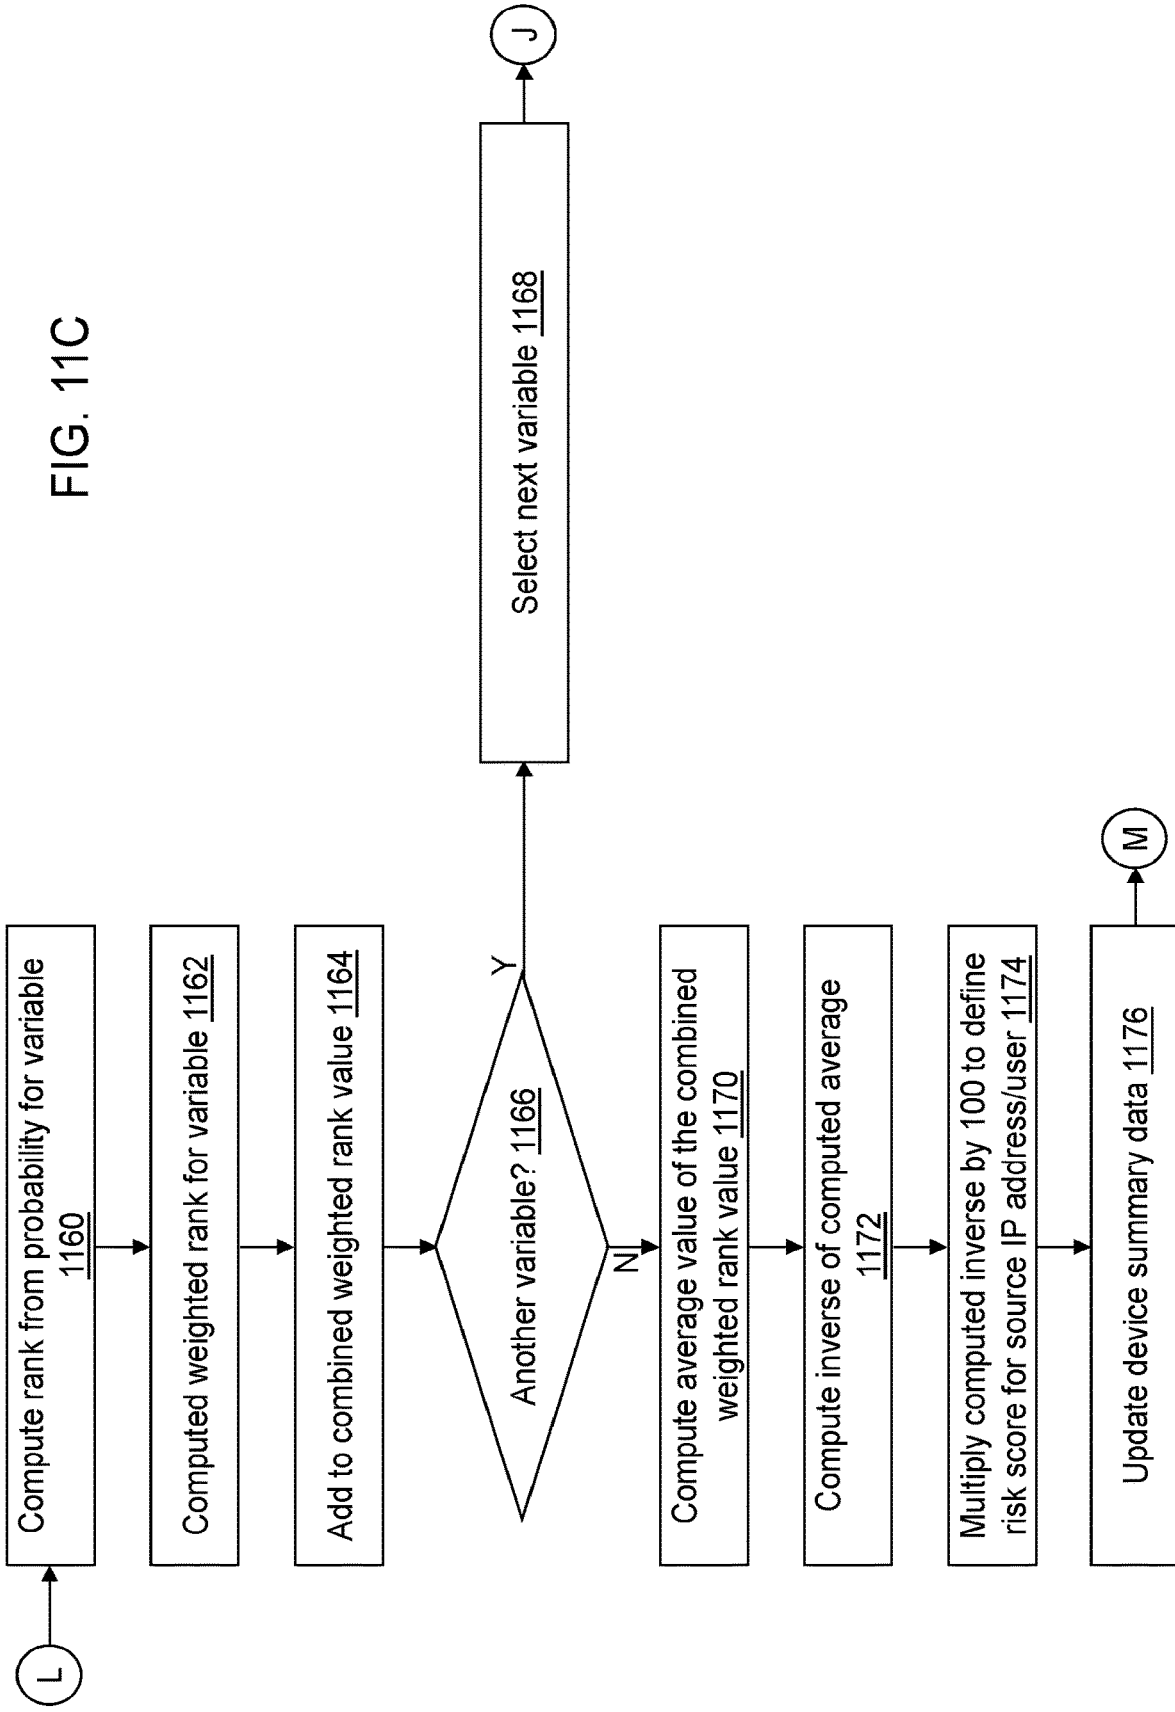 FIG. 11C
L
Compute rank from probability for variable
1160
Computed weighted rank for variable 1162
Add to combined weighted rank value 1164
Another variable? 1166
Y
Select next variable 1168
J
N
Compute average value of the combined
weighted rank value 1170
Compute inverse of computed average
1172
Multiply computed inverse by 100 to define
risk score for source IP address/user 1174
Update device summary data 1176
M